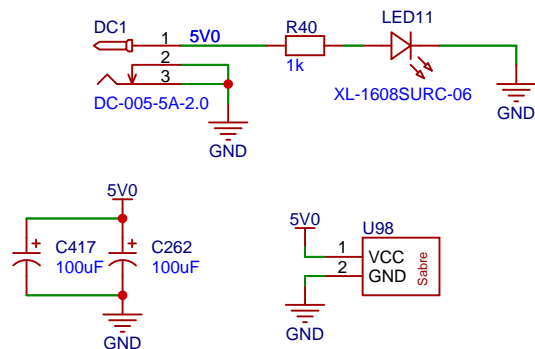 DC1
1
5V0
R40
LED11
2
1k
3
DC-005-5A-2.0
XL-1608SURC-06
GND
GND
5V0
5V0
U98
C417
C262
1
VCC
100uF
100uF
2
GND
Sabre
GND
GND